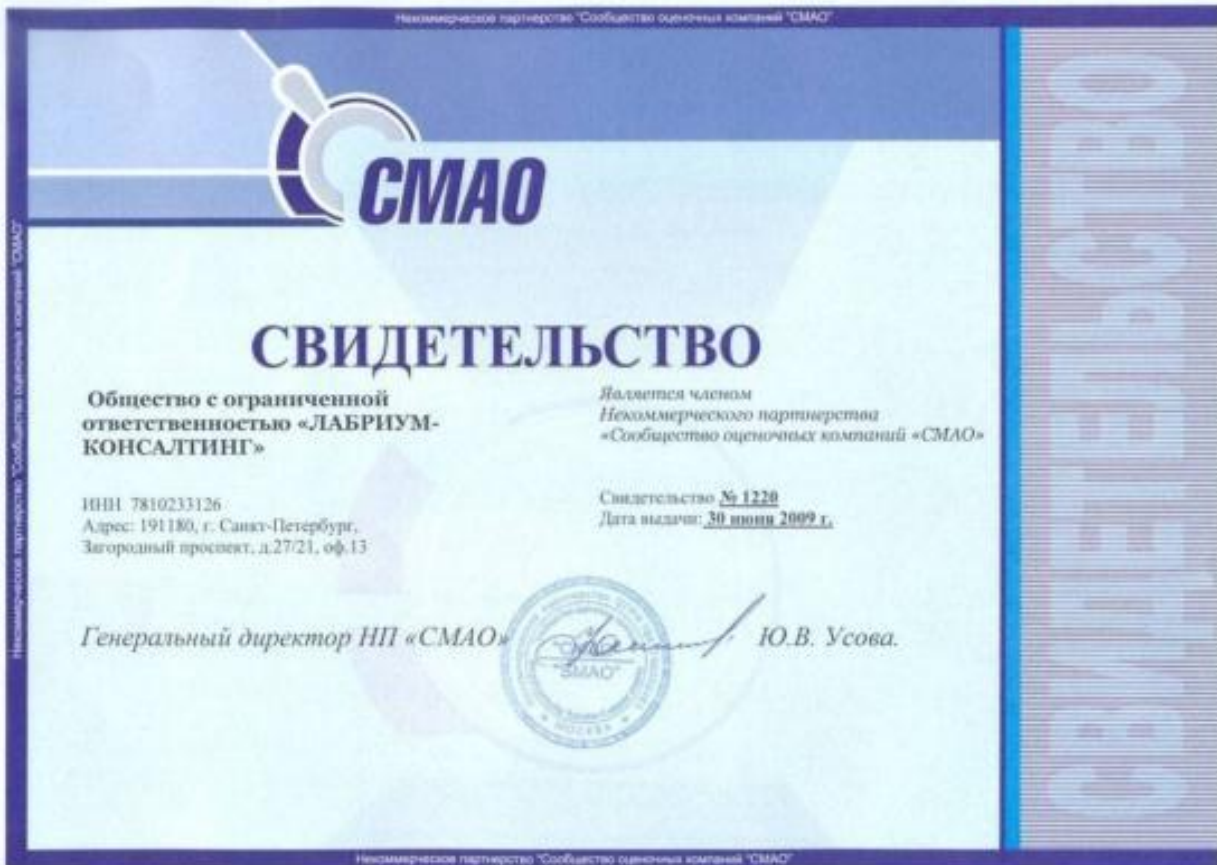 Некоммерческое партнерство "Сообщество оценочных компаний "СМАО"
СМАО
СВИДЕТЕЛЬСТВО
Общество с ограниченной
ответственностью «ЛАБРИУМ-
КОНСАЛТИНГ»
Является членом
Некоммерческого партнерства
«Сообщество оценочных компаний «СМАО»
ИНН 7810233126
Адрес: 191180, г. Санкт-Петербург,
Загородный проспект, д.27/21, оф.13
Свидетельство № 1220
Дата выдачи: 30 июня 2009 г.
Генеральный директор НП «СМАО»
Ю.В. Усова.
"SMAO"
МОСКВА
Некоммерческое партнерство "Сообщество оценочных компаний "СМАО"
Некоммерческое партнерство "Сообщество оценочных компаний "СМАО"
СВИДЕТЕЛЬСТВО